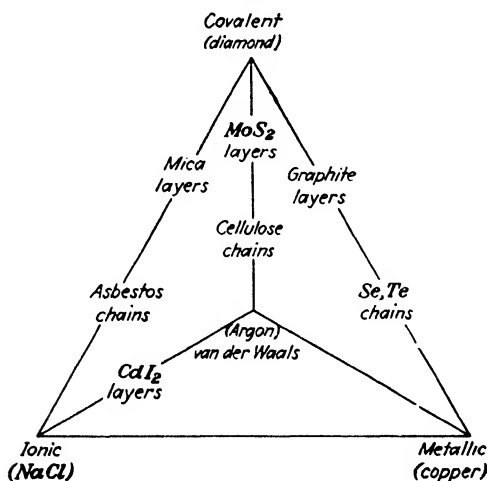 Covalent
(diamond)
MoS₂
layers
Mica
layers
Graphite
layers
Cellulose
chains
Asbestos
chains
Se,Te
chains
(Argon)
van der Waals
CdI₂
layers
Ionic
(NaCl)
Metallic
(copper)